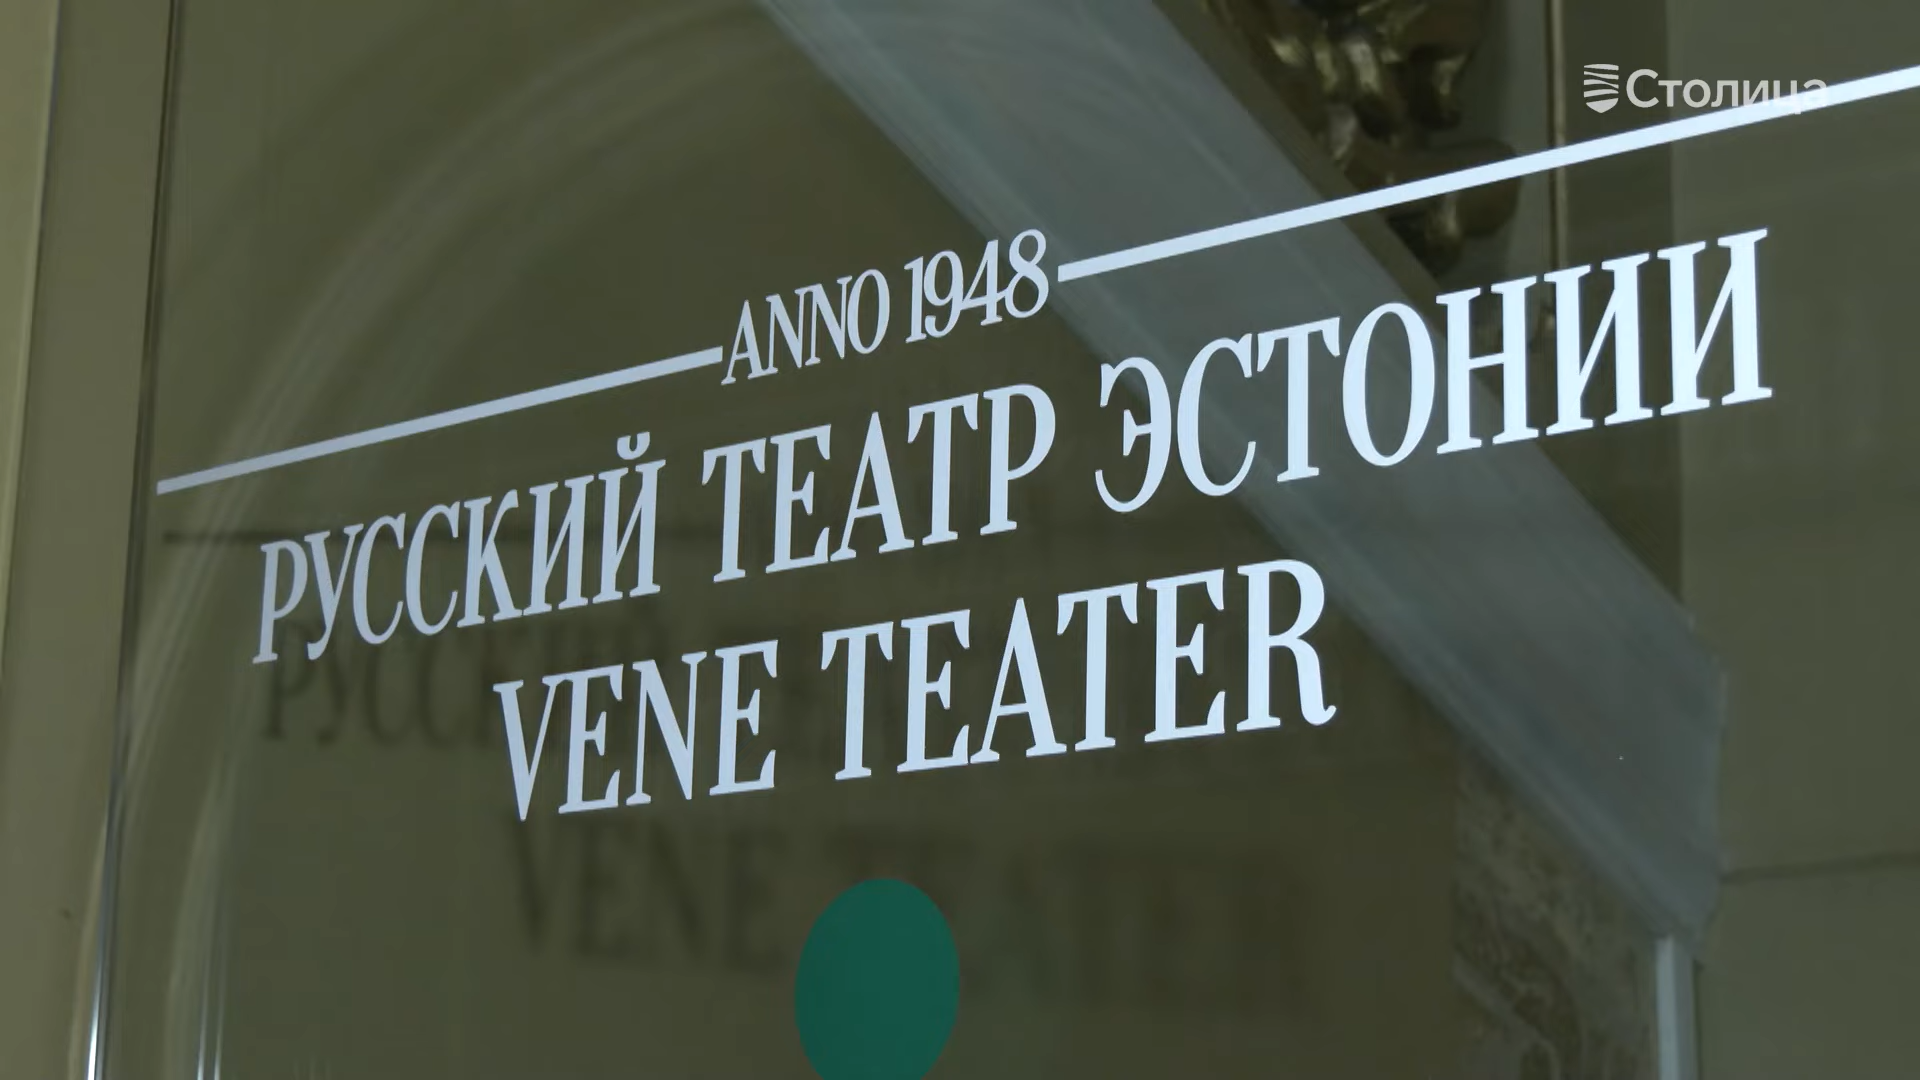 Столица
ANNO 1948
РУССКИЙ ТЕАТР ЭСТОНИИ
VENE TEATER